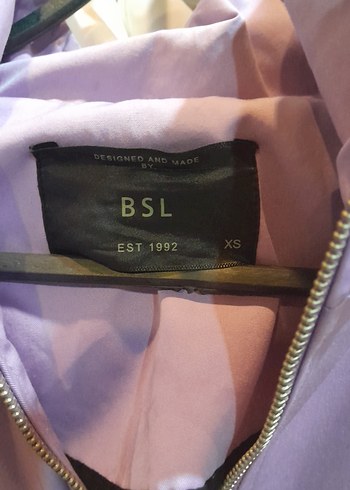 DESIGNED AND MADE
BY
BSL
EST 1992 XS